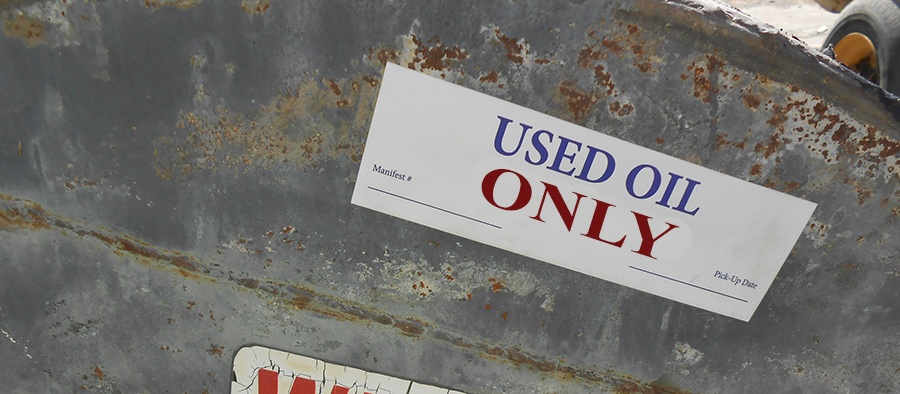 USED OIL
ONLY
Manifest #
Pick-Up Date